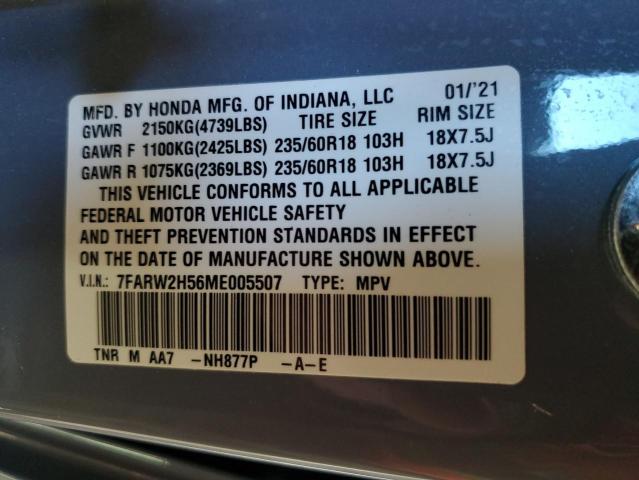 MFD. BY HONDA MFG. OF INDIANA, LLC 01/'21
GVWR 2150KG(4739LBS) TIRE SIZE RIM SIZE
GAWR F 1100KG(2425LBS) 235/60R18 103H 18X7.5J
GAWR R 1075KG(2369LBS) 235/60R18 103H 18X7.5J
THIS VEHICLE CONFORMS TO ALL APPLICABLE
FEDERAL MOTOR VEHICLE SAFETY
AND THEFT PREVENTION STANDARDS IN EFFECT
ON THE DATE OF MANUFACTURE SHOWN ABOVE.
V.I.N.: 7FARW2H56ME005507 TYPE: MPV
TNR M AA7 -NH877P -A-E